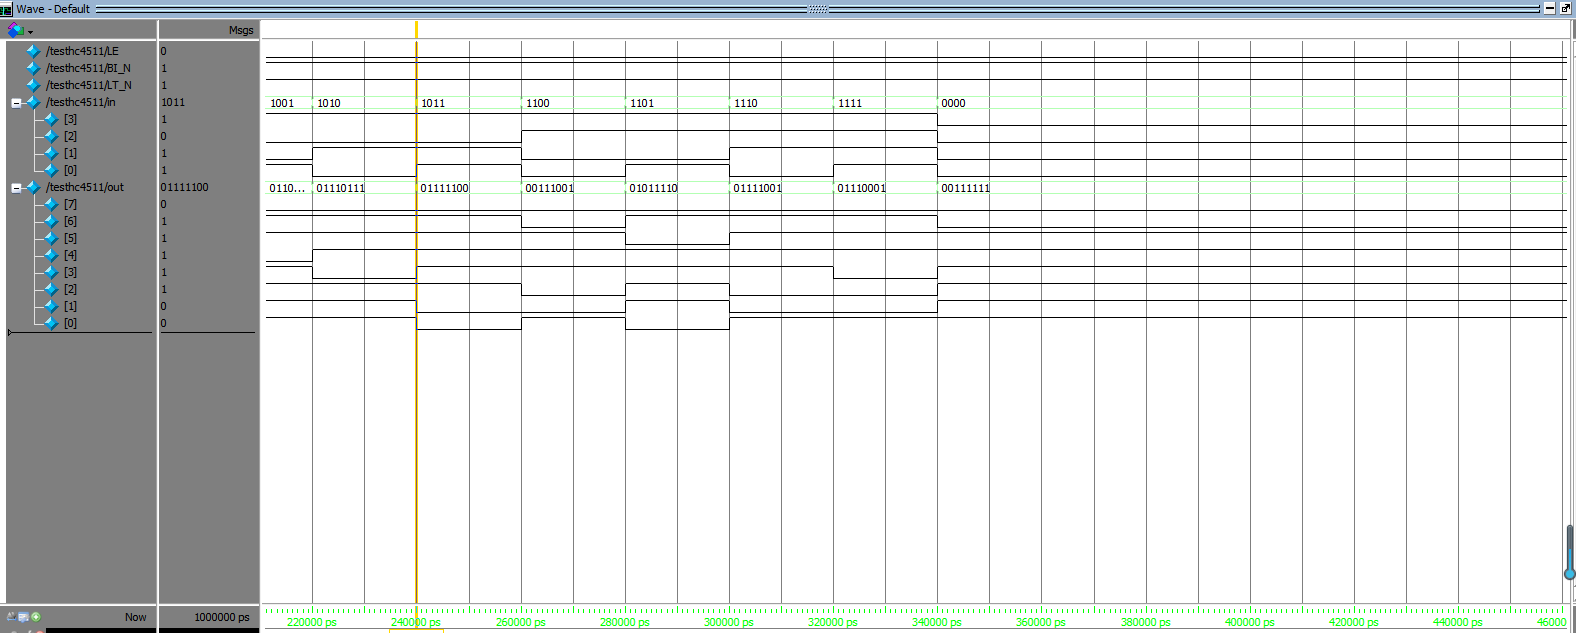 Wave - Default
Msgs
/testhc4511/LE 0
/testhc4511/BI_N 1
/testhc4511/LT_N 1
/testhc4511/in 1011 1001 1010 1011 1100 1101 1110 1111 0000
[3] 1
[2] 0
[1] 1
[0] 1
/testhc4511/out 01111100 0110... 01110111 01111100 00111001 01011110 01111001 01110001 00111111
[7] 0
[6] 1
[5] 1
[4] 1
[3] 1
[2] 1
[1] 0
[0] 0
Now 1000000 ps 220000 ps 240000 ps 260000 ps 280000 ps 300000 ps 320000 ps 340000 ps 360000 ps 380000 ps 400000 ps 420000 ps 440000 ps 46000